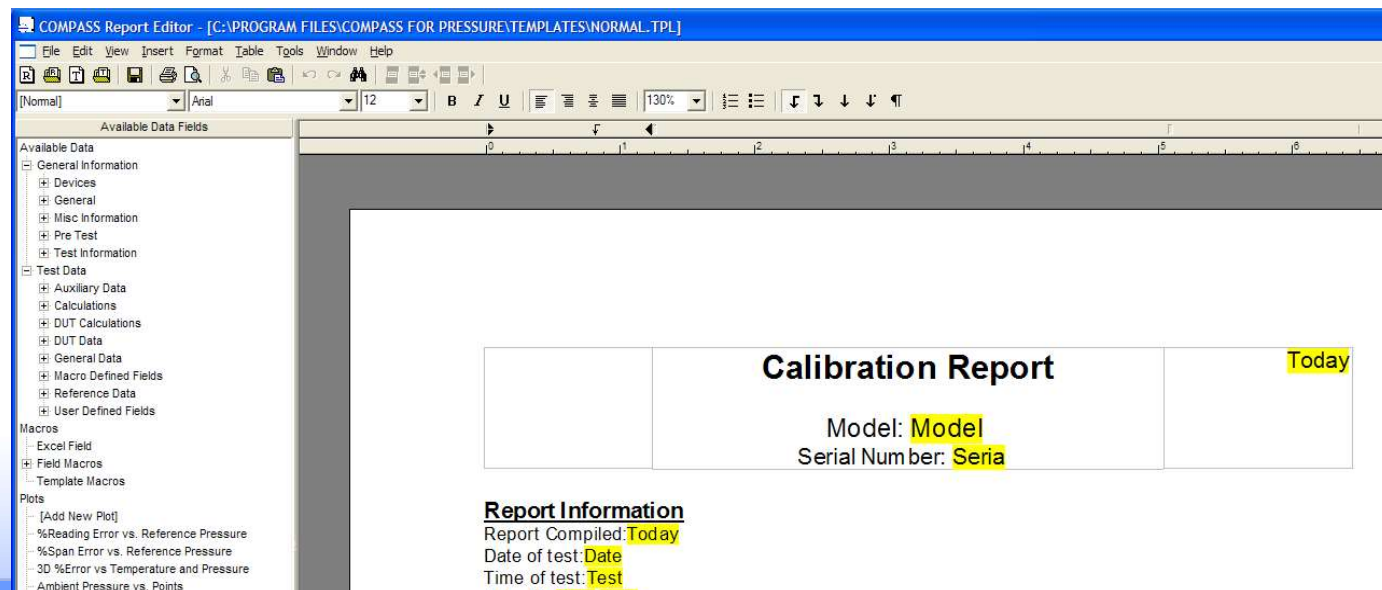 COMPASS Report Editor - [C:\PROGRAM FILES\COMPASS FOR PRESSURE\TEMPLATES\NORMAL.TPL]
File Edit View Insert Format Table Tools Window Help
[Normal] Arial 12 B I U 130%
Available Data Fields
0 1 2 3 4 5 6
Available Data
General Information
Devices
General
Misc Information
Pre Test
Test Information
Test Data
Auxiliary Data
Calculations
DUT Calculations
DUT Data
General Data
Macro Defined Fields
Reference Data
User Defined Fields
Macros
Excel Field
Field Macros
Template Macros
Plots
[Add New Plot]
%Reading Error vs. Reference Pressure
%Span Error vs. Reference Pressure
3D %Error vs Temperature and Pressure
Ambient Pressure vs. Points
Calibration Report
Today
Model: Model
Serial Number: Seria
Report Information
Report Compiled:Today
Date of test:Date
Time of test:Test